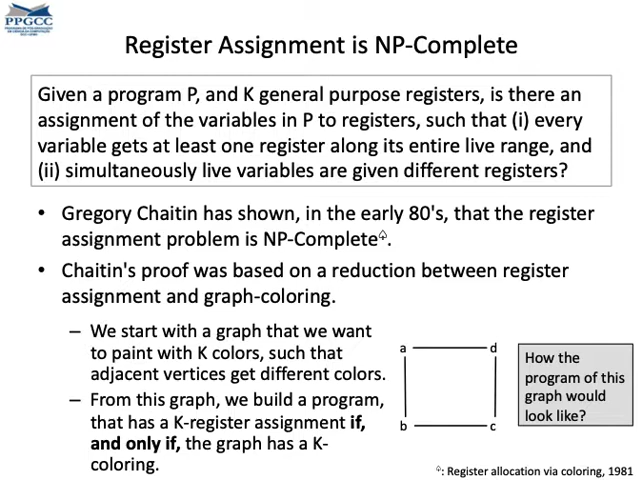 PPGCC
Register Assignment is NP-Complete
Given a program P, and K general purpose registers, is there an
assignment of the variables in P to registers, such that (i) every
variable gets at least one register along its entire live range, and
(ii) simultaneously live variables are given different registers?
• Gregory Chaitin has shown, in the early 80's, that the register
assignment problem is NP-Complete♤.
• Chaitin's proof was based on a reduction between register
assignment and graph-coloring.
– We start with a graph that we want
to paint with K colors, such that
adjacent vertices get different colors.
– From this graph, we build a program,
that has a K-register assignment if,
and only if, the graph has a K-
coloring.
a d
b c
How the
program of this
graph would
look like?
♤: Register allocation via coloring, 1981